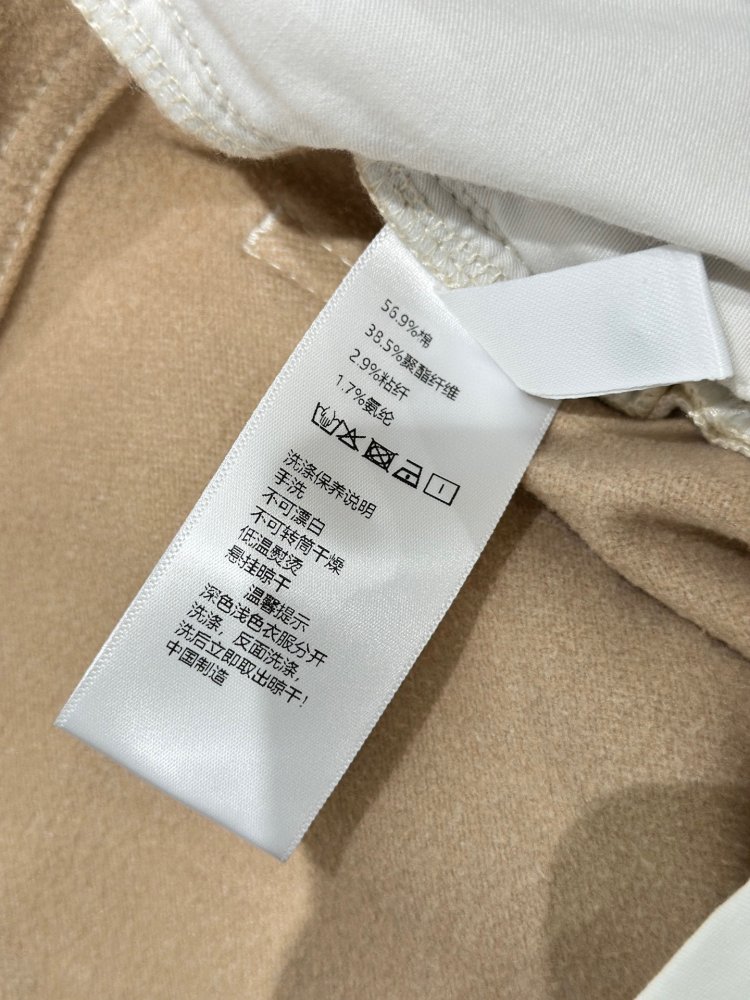 56.9%棉
38.5%聚酯纤维
2.9%粘纤
1.7%氨纶
洗涤保养说明
手洗
不可漂白
不可转筒干燥
低温熨烫
悬挂晾干
温馨提示
深色浅色衣服分开
洗涤，反面洗涤，
洗后立即取出晾干！
中国制造